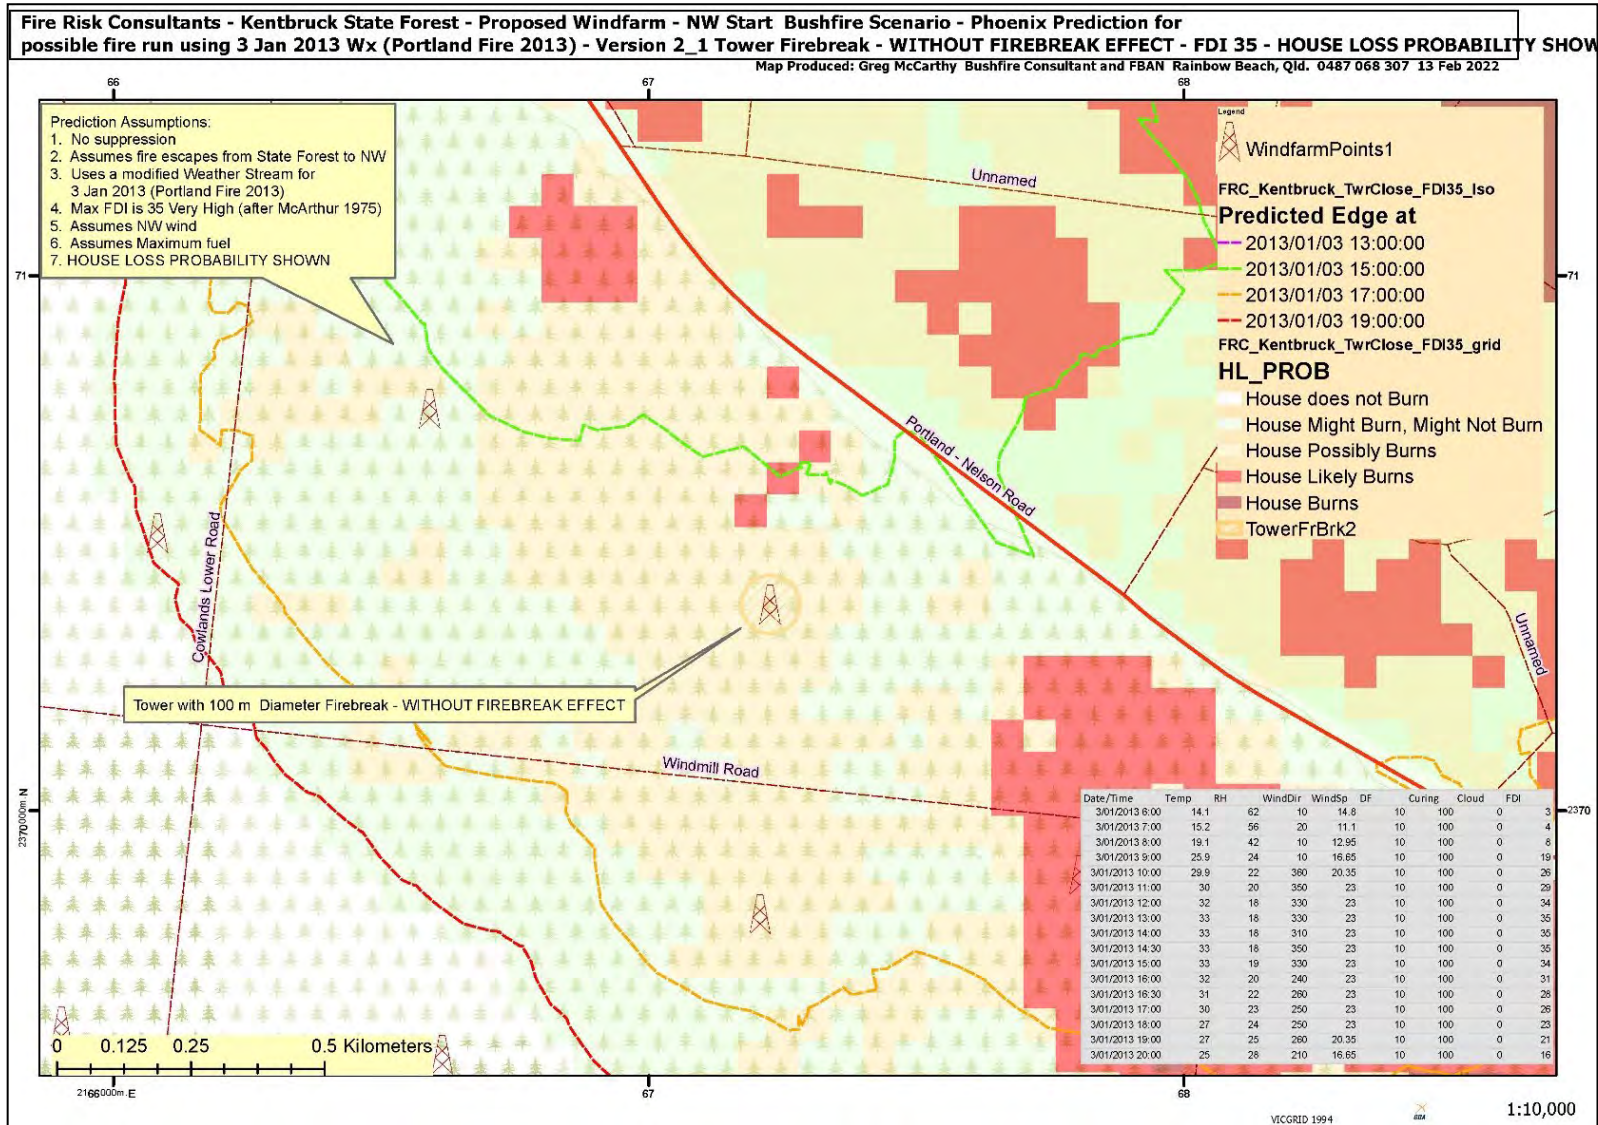 Fire Risk Consultants - Kentbruck State Forest - Proposed Windfarm - NW Start Bushfire Scenario - Phoenix Prediction for
possible fire run using 3 Jan 2013 Wx (Portland Fire 2013) - Version 2_1 Tower Firebreak - WITHOUT FIREBREAK EFFECT - FDI 35 - HOUSE LOSS PROBABILITY SHOW
Map Produced: Greg McCarthy Bushfire Consultant and FBAN Rainbow Beach, Qld. 0487 068 307 13 Feb 2022
66 67 68
Prediction Assumptions:
1. No suppression
2. Assumes fire escapes from State Forest to NW
3. Uses a modified Weather Stream for
3 Jan 2013 (Portland Fire 2013)
4. Max FDI is 35 Very High (after McArthur 1975)
5. Assumes NW wind
6. Assumes Maximum fuel
7. HOUSE LOSS PROBABILITY SHOWN
Legend
WindfarmPoints1
FRC_Kentbruck_TwrClose_FDI35_Iso
Predicted Edge at
2013/01/03 13:00:00
2013/01/03 15:00:00
2013/01/03 17:00:00
2013/01/03 19:00:00
FRC_Kentbruck_TwrClose_FDI35_grid
HL_PROB
House does not Burn
House Might Burn, Might Not Burn
House Possibly Burns
House Likely Burns
House Burns
TowerFrBrk2
71
71
Unnamed
Portland - Nelson Road
Cowlands Lower Road
Unnamed
Tower with 100 m Diameter Firebreak - WITHOUT FIREBREAK EFFECT
Windmill Road
2370000m.N
2370
Date/Time Temp RH WindDir WindSp DF Curing Cloud FDI
3/01/2013 6:00 14.1 62 10 14.8 10 100 0 3
3/01/2013 7:00 15.2 56 20 11.1 10 100 0 4
3/01/2013 8:00 19.1 42 10 12.95 10 100 0 8
3/01/2013 9:00 25.9 24 10 16.65 10 100 0 19
3/01/2013 10:00 29.9 22 360 20.35 10 100 0 26
3/01/2013 11:00 30 20 350 23 10 100 0 29
3/01/2013 12:00 32 18 330 23 10 100 0 34
3/01/2013 13:00 33 18 330 23 10 100 0 35
3/01/2013 14:00 33 18 310 23 10 100 0 35
3/01/2013 14:30 33 18 350 23 10 100 0 35
3/01/2013 15:00 33 19 330 23 10 100 0 34
3/01/2013 16:00 32 20 240 23 10 100 0 31
3/01/2013 16:30 31 22 260 23 10 100 0 28
3/01/2013 17:00 30 23 250 23 10 100 0 26
3/01/2013 18:00 27 24 250 23 10 100 0 23
3/01/2013 19:00 27 25 260 20.35 10 100 0 21
3/01/2013 20:00 25 28 210 16.65 10 100 0 16
0 0.125 0.25 0.5 Kilometers
2166000m.E 67 68
VICGRID 1994
1:10,000